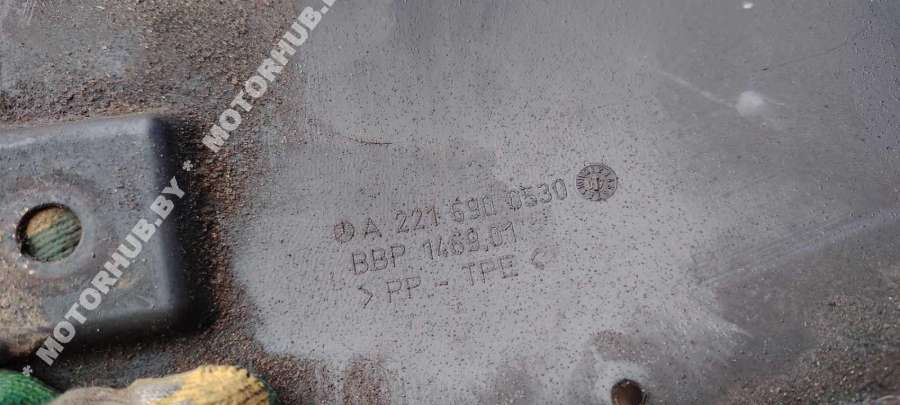 A 221 690 0530
BBP 1469.01
> PP - TPE <
* MOTORHUB.BY * MOTORHUB.BY